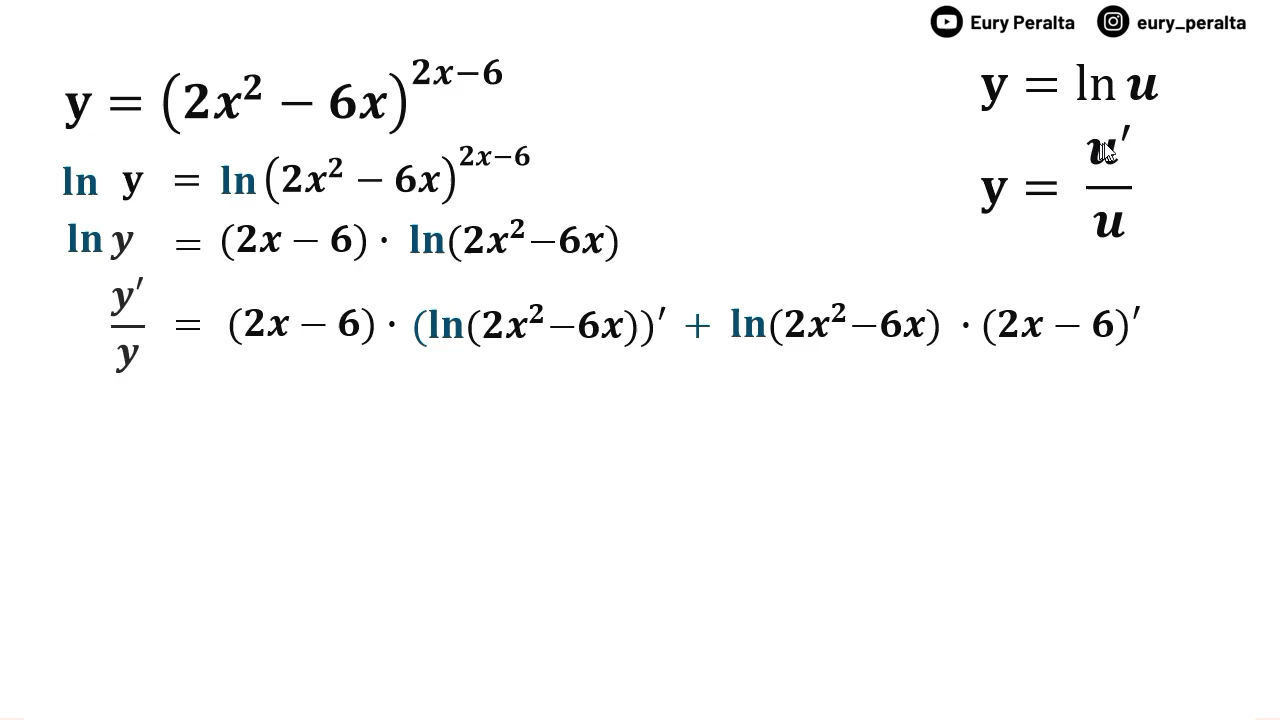 Eury Peralta eury_peralta
y = (2x² − 6x)²ˣ⁻⁶
ln y = ln(2x² − 6x)²ˣ⁻⁶
ln y = (2x − 6) · ln(2x²−6x)
y′/y = (2x − 6) · (ln(2x²−6x))′ + ln(2x²−6x) · (2x − 6)′
y = ln u
y = u′/u